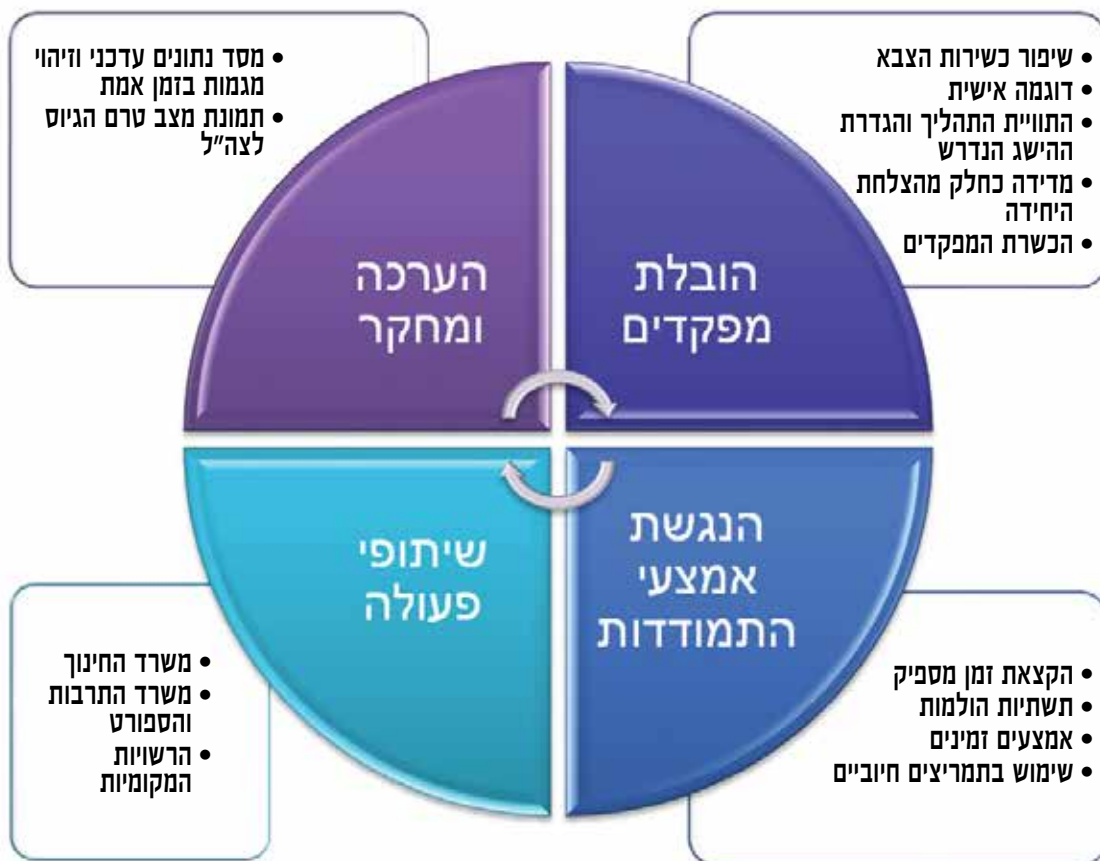 • שיפור כשירות הצבא
• דוגמה אישית
• התוויית התהליך והגדרת
ההישג הנדרש
• מדידה כחלק מהצלחת
היחידה
• הכשרת המפקדים
• מסד נתונים עדכני וזיהוי
מגמות בזמן אמת
• תמונת מצב טרם הגיוס
לצה"ל
הובלת
מפקדים
הערכה
ומחקר
הנגשת
אמצעי
התמודדות
שיתופי
פעולה
• הקצאת זמן מספיק
• תשתיות הולמות
• אמצעים זמינים
• שימוש בתמריצים חיוביים
• משרד החינוך
• משרד התרבות
והספורט
• הרשויות
המקומיות